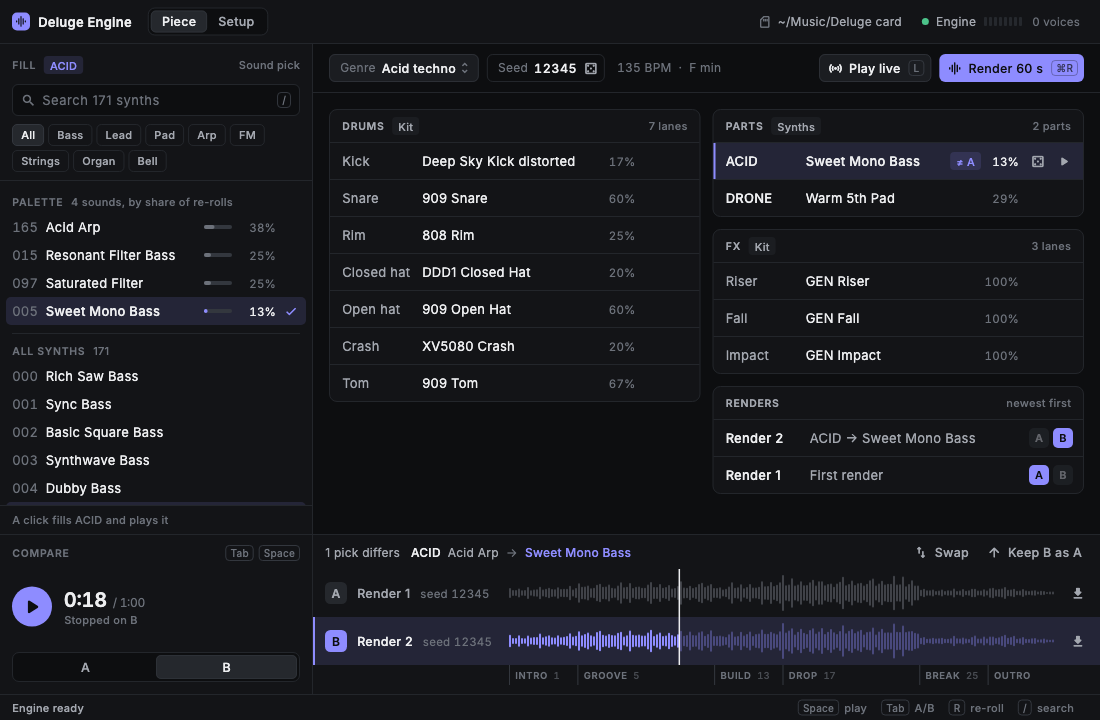 Deluge Engine Piece Setup ~/Music/Deluge card Engine 0 voices
FILL ACID Sound pick
Search 171 synths /
All Bass Lead Pad Arp FM
Strings Organ Bell
PALETTE 4 sounds, by share of re-rolls
165 Acid Arp 38%
015 Resonant Filter Bass 25%
097 Saturated Filter 25%
005 Sweet Mono Bass 13%
ALL SYNTHS 171
000 Rich Saw Bass
001 Sync Bass
002 Basic Square Bass
003 Synthwave Bass
004 Dubby Bass
A click fills ACID and plays it
Genre Acid techno Seed 12345 135 BPM · F min Play live L Render 60 s ⌘R
DRUMS Kit 7 lanes
Kick Deep Sky Kick distorted 17%
Snare 909 Snare 60%
Rim 808 Rim 25%
Closed hat DDD1 Closed Hat 20%
Open hat 909 Open Hat 60%
Crash XV5080 Crash 20%
Tom 909 Tom 67%
PARTS Synths 2 parts
ACID Sweet Mono Bass ≠ A 13%
DRONE Warm 5th Pad 29%
FX Kit 3 lanes
Riser GEN Riser 100%
Fall GEN Fall 100%
Impact GEN Impact 100%
RENDERS newest first
Render 2 ACID → Sweet Mono Bass A B
Render 1 First render A B
COMPARE Tab Space
0:18 / 1:00
Stopped on B
A B
1 pick differs ACID Acid Arp → Sweet Mono Bass Swap Keep B as A
A Render 1 seed 12345
B Render 2 seed 12345
INTRO 1 GROOVE 5 BUILD 13 DROP 17 BREAK 25 OUTRO
Engine ready Space play Tab A/B R re-roll / search